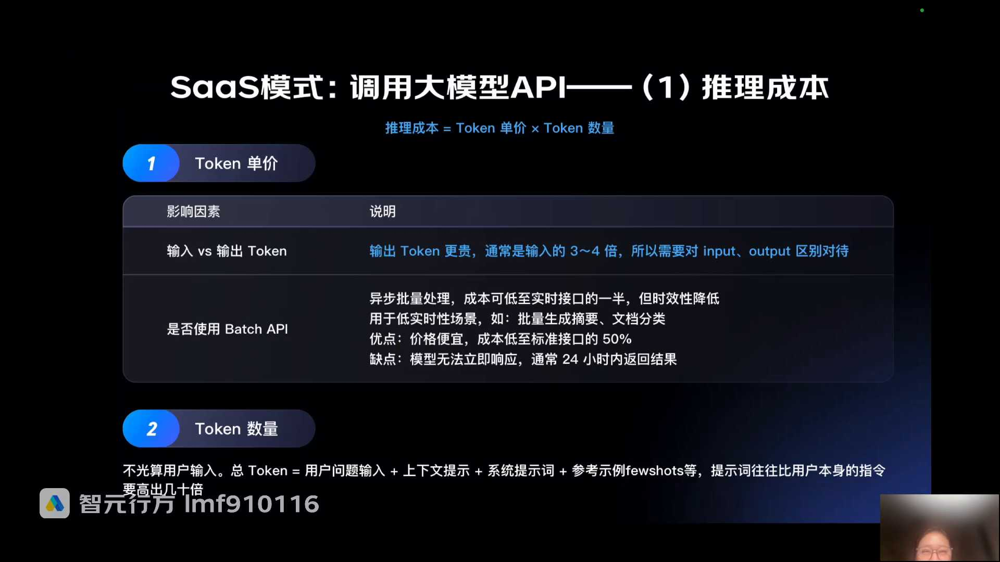 SaaS模式：调用大模型API——（1）推理成本
推理成本 = Token 单价 × Token 数量
1 Token 单价
影响因素 说明
输入 vs 输出 Token 输出 Token 更贵，通常是输入的 3～4 倍，所以需要对 input、output 区别对待
是否使用 Batch API
异步批量处理，成本可低至实时接口的一半，但时效性降低
用于低实时性场景，如：批量生成摘要、文档分类
优点：价格便宜，成本低至标准接口的 50%
缺点：模型无法立即响应，通常 24 小时内返回结果
2 Token 数量
不光算用户输入。总 Token = 用户问题输入 + 上下文提示 + 系统提示词 + 参考示例fewshots等，提示词往往比用户本身的指令
要高出几十倍
智元行方 lmf910116